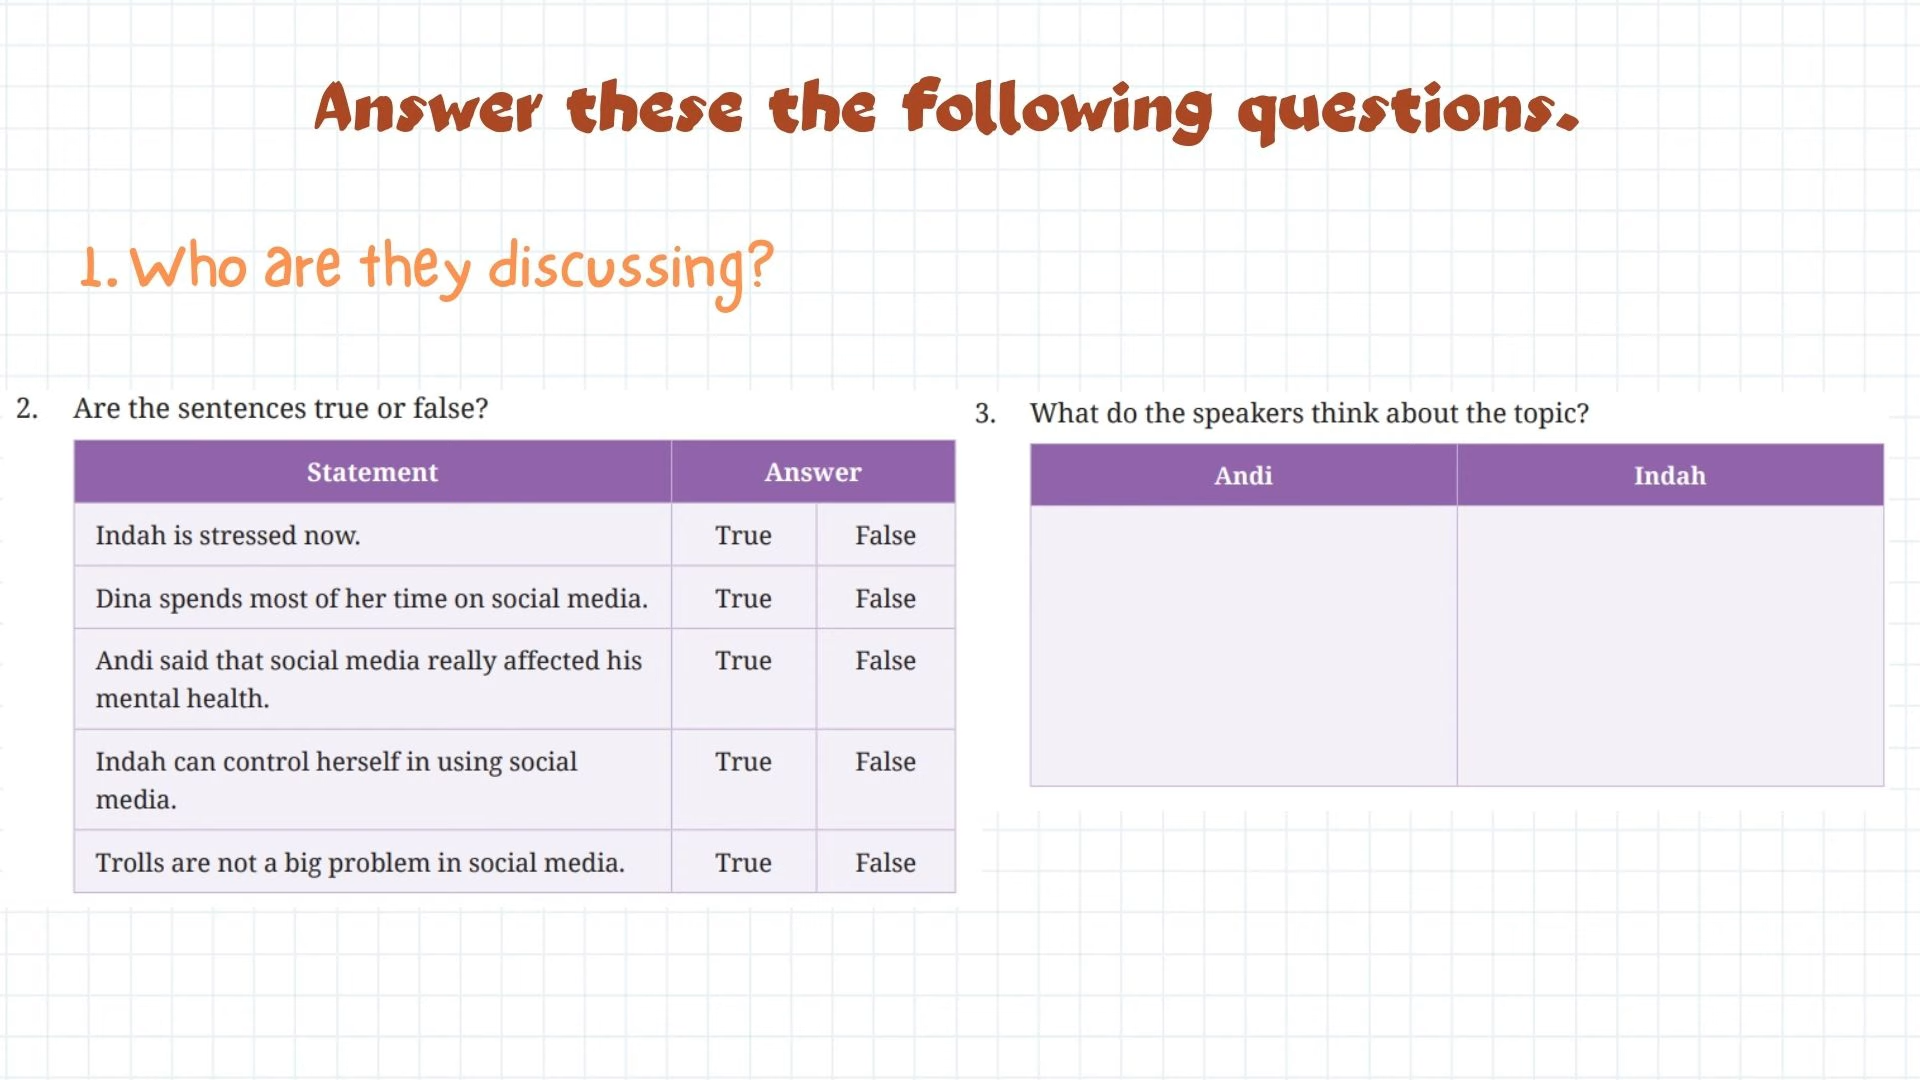 Answer these the following questions.
1. Who are they discussing?
2. Are the sentences true or false?
Statement Answer
Indah is stressed now. True False
Dina spends most of her time on social media. True False
Andi said that social media really affected his True False
mental health.
Indah can control herself in using social True False
media.
Trolls are not a big problem in social media. True False
3. What do the speakers think about the topic?
Andi Indah